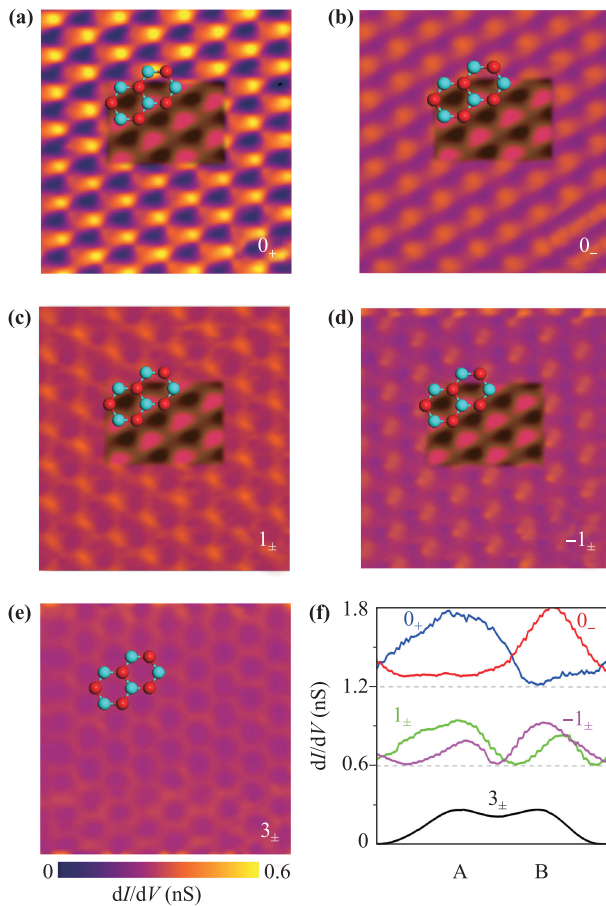 (a)
0₊
(b)
0₋
(c)
1±
(d)
−1±
(e)
3±
0
0.6
dI/dV (nS)
(f)
1.8
1.2
0.6
0
dI/dV (nS)
0₊
0₋
1±
−1±
3±
A
B